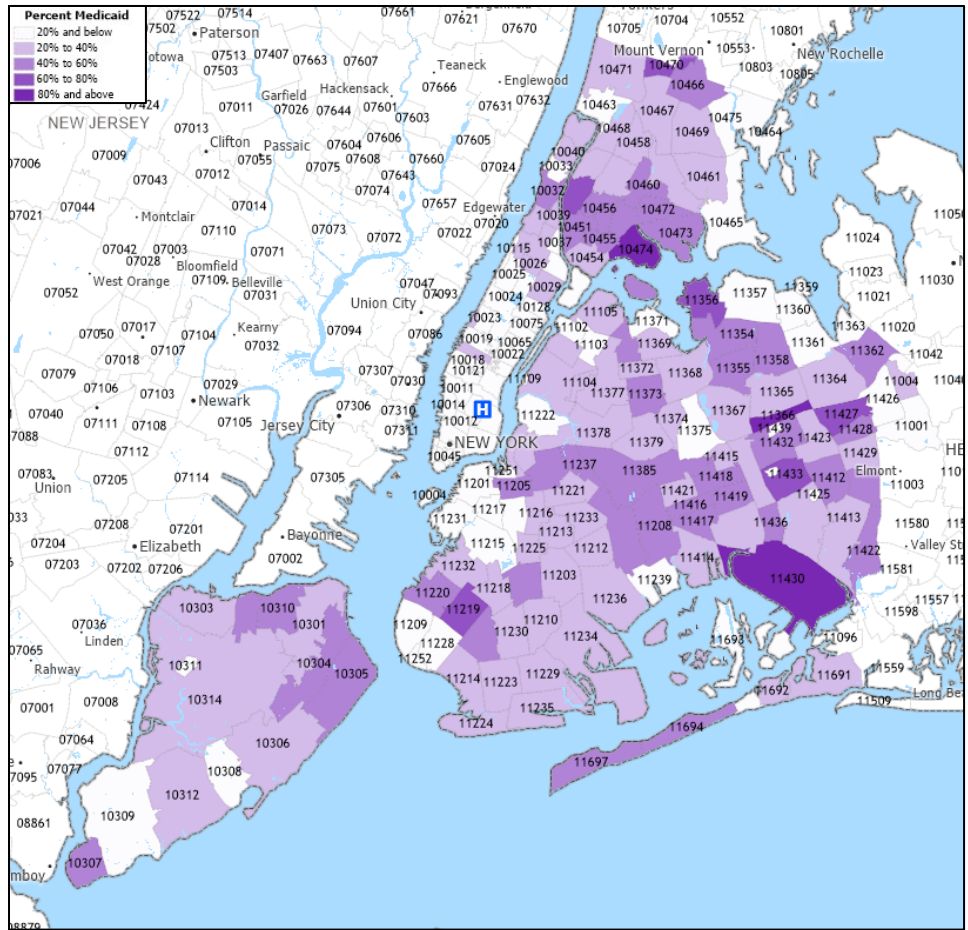 Percent Medicaid
20% and below
20% to 40%
40% to 60%
60% to 80%
80% and above
07522 07514 07661 07621 10705 10704 10552
07502 Paterson 07670 10801
07513 07407 07663 07607 Teaneck Mount Vernon 10553 New Rochelle
otowa 07503 07666 Englewood 10471 10470 10803 10805
07424 Garfield Hackensack 07631 07632 10466
07011 07026 07644 07601 10463 10467 10475
NEW JERSEY 07603 10464
07013 07606 07605 10468 10469
Clifton Passaic 07604 10458
07006 07009 07055 07608 07660 10040
07075 07024 10033
07043 07012 07074 07643 10032 10460 10461
07021 07044 07014 07657 Edgewater 10039 10456 10472 10465
Montclair 07020 10451 11050
07110 07073 07072 07022 10115 10037 10455 10473 11024
07042 07003 07071 10026 10454 10474
07028 Bloomfield 10025 11023
West Orange 07109 Belleville 07047 10029 11030
07052 07031 Union City 07093 10024 10128 11356 11357 11359 11021
10023 10075 11105 11360
07050 07017 07104 Kearny 07094 07086 11102 11371 11354 11363 11020
07032 10019 10065 11103 11369 11361
07018 07107 10018 10022 11358 11362 11042
07079 07307 07030 10121 11372 11368 11355
07106 07029 10011 11109 11104 11377 11365 11364 11004
07103 Newark 07306 07310 10014 H 11373 11426
07040 07111 07108 07105 Jersey City 07311 10012 11222 11374 11367 11366 11427 11001
07088 11378 11375 11439 11428
NEW YORK 11379 11432 11423
07112 10045 11415 11429
07083 07205 07114 07305 11251 11237 11385 11418 11433 11412 Elmont
Union 10004 11201 11205 11221 11421 11419 11425 11003
07208 07201 11231 11217 11216 11233 11416
07204 Elizabeth Bayonne 11213 11208 11417 11436 11413 11580
07203 07202 07206 07002 11215 11225 11212 11422 Valley St
11232 11203 11414 11581
10303 10310 11220 11218 11239 11430
07036 10301 11219 11210 11236 11598 11557
Linden 11209 11230 11234
07065 10311 10304 11228 11693 11096
Rahway 10305 11252 11559
10314 11214 11223 11229 11691
07001 07008 11692 11509 Long Bea
11235
11224
07064 10306 11694
07095 07077 10308 11697
10312
08861 10309
10307
mboy
08879